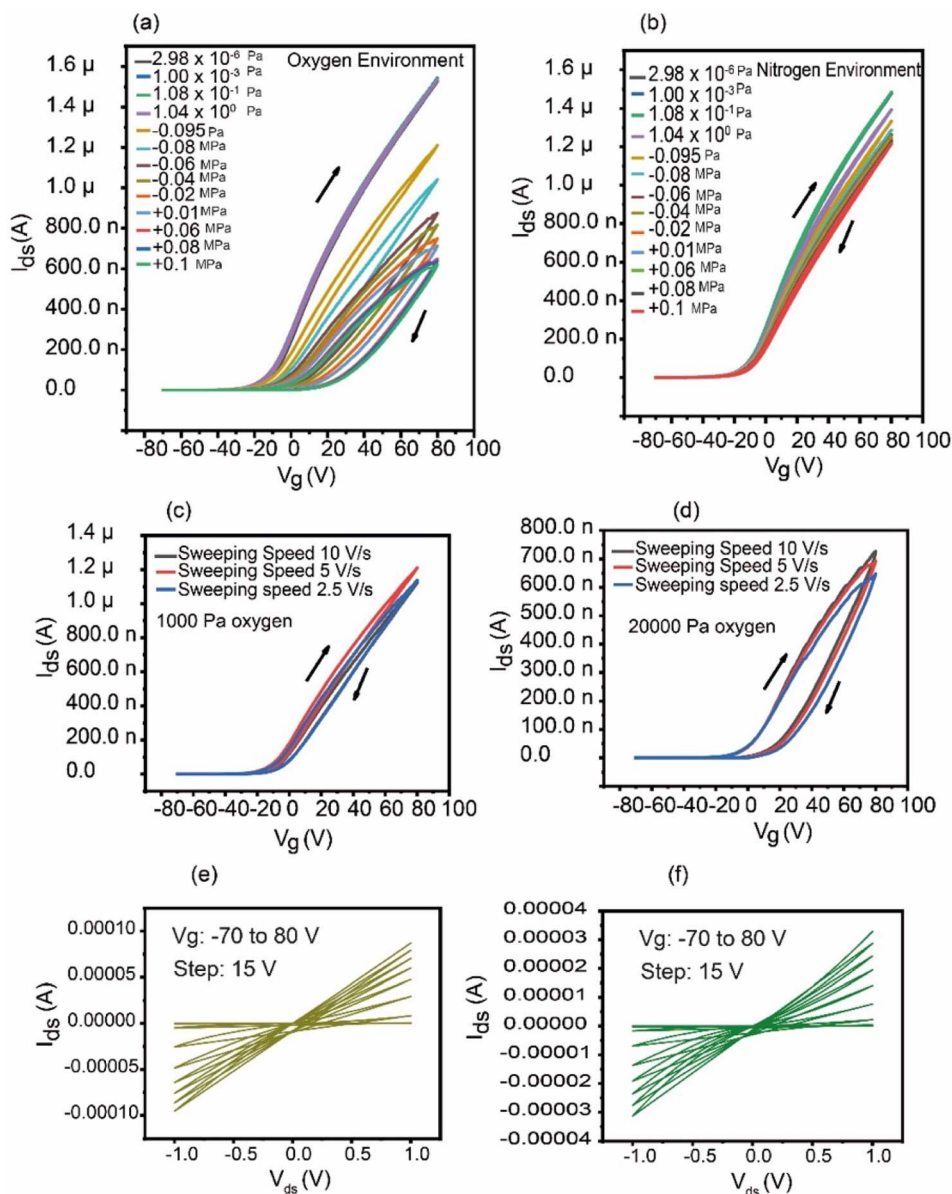 (a)
Oxygen Environment
2.98 x 10⁻⁶ Pa
1.00 x 10⁻³ Pa
1.08 x 10⁻¹ Pa
1.04 x 10⁰ Pa
-0.095 Pa
-0.08 MPa
-0.06 MPa
-0.04 MPa
-0.02 MPa
+0.01 MPa
+0.06 MPa
+0.08 MPa
+0.1 MPa
1.6 μ
1.4 μ
1.2 μ
1.0 μ
800.0 n
600.0 n
400.0 n
200.0 n
0.0
Ids (A)
-80 -60 -40 -20 0 20 40 60 80 100
Vg (V)
(b)
Nitrogen Environment
2.98 x 10⁻⁶ Pa
1.00 x 10⁻³ Pa
1.08 x 10⁻¹ Pa
1.04 x 10⁰ Pa
-0.095 Pa
-0.08 MPa
-0.06 MPa
-0.04 MPa
-0.02 MPa
+0.01 MPa
+0.06 MPa
+0.08 MPa
+0.1 MPa
1.6 μ
1.4 μ
1.2 μ
1.0 μ
800.0 n
600.0 n
400.0 n
200.0 n
0.0
Ids (A)
-80 -60 -40 -20 0 20 40 60 80 100
Vg (V)
(c)
Sweeping Speed 10 V/s
Sweeping Speed 5 V/s
Sweeping speed 2.5 V/s
1000 Pa oxygen
1.4 μ
1.2 μ
1.0 μ
800.0 n
600.0 n
400.0 n
200.0 n
0.0
Ids (A)
-80 -60 -40 -20 0 20 40 60 80 100
Vg (V)
(d)
Sweeping Speed 10 V/s
Sweeping Speed 5 V/s
Sweeping speed 2.5 V/s
20000 Pa oxygen
800.0 n
700.0 n
600.0 n
500.0 n
400.0 n
300.0 n
200.0 n
100.0 n
0.0
Ids (A)
-80 -60 -40 -20 0 20 40 60 80 100
Vg (V)
(e)
Vg: -70 to 80 V
Step: 15 V
0.00010
0.00005
0.00000
-0.00005
-0.00010
Ids (A)
-1.0 -0.5 0.0 0.5 1.0
Vds (V)
(f)
Vg: -70 to 80 V
Step: 15 V
0.00004
0.00003
0.00002
0.00001
0.00000
-0.00001
-0.00002
-0.00003
-0.00004
Ids (A)
-1.0 -0.5 0.0 0.5 1.0
Vds (V)